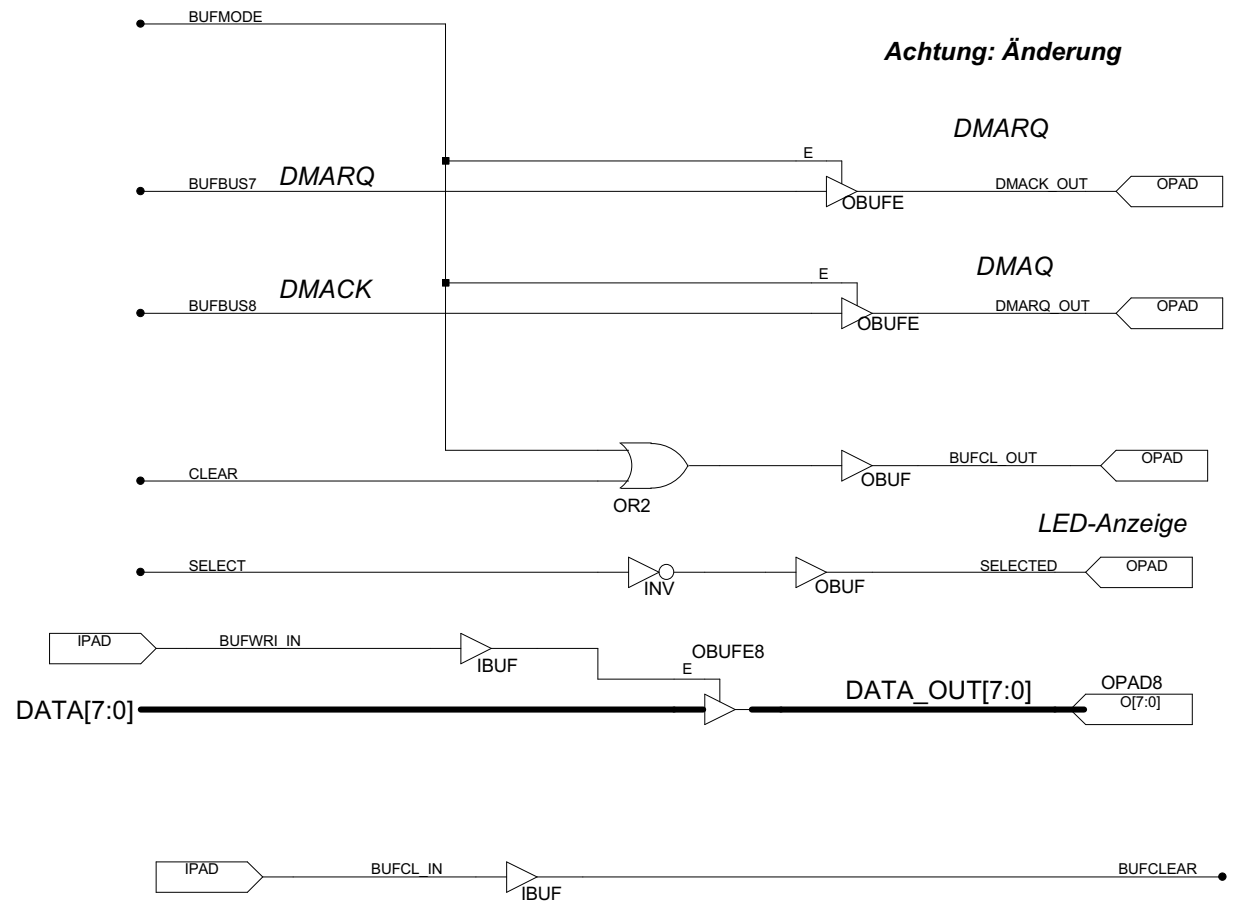 BUFMODE
Achtung: Änderung
DMARQ
E
BUFBUS7 DMARQ DMACK_OUT OPAD
OBUFE
DMAQ
E
BUFBUS8 DMACK DMARQ_OUT OPAD
OBUFE
CLEAR BUFCL_OUT OPAD
OBUF
OR2
LED-Anzeige
SELECT SELECTED OPAD
INV OBUF
IPAD BUFWRI_IN OBUFE8
IBUF E
DATA[7:0] DATA_OUT[7:0] OPAD8
O[7:0]
IPAD BUFCL_IN BUFCLEAR
IBUF